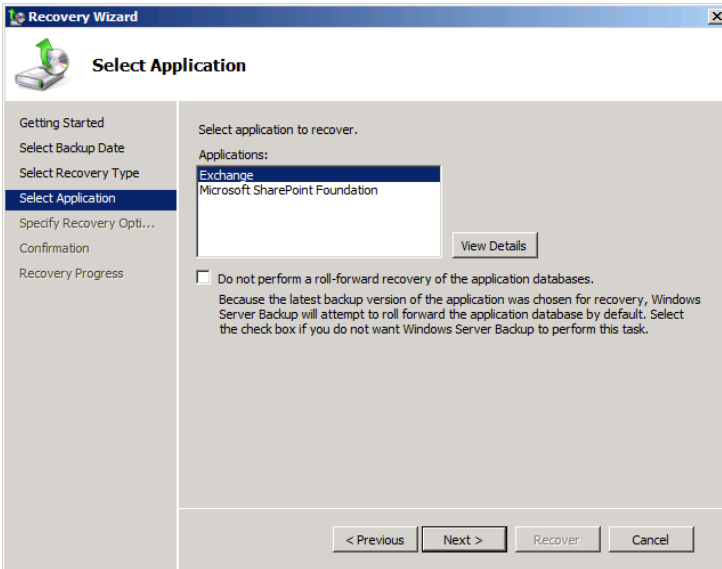 Recovery Wizard
Select Application
Getting Started
Select Backup Date
Select Recovery Type
Select Application
Specify Recovery Opti...
Confirmation
Recovery Progress
Select application to recover.
Applications:
Exchange
Microsoft SharePoint Foundation
View Details
Do not perform a roll-forward recovery of the application databases.
Because the latest backup version of the application was chosen for recovery, Windows
Server Backup will attempt to roll forward the application database by default. Select
the check box if you do not want Windows Server Backup to perform this task.
< Previous
Next >
Recover
Cancel